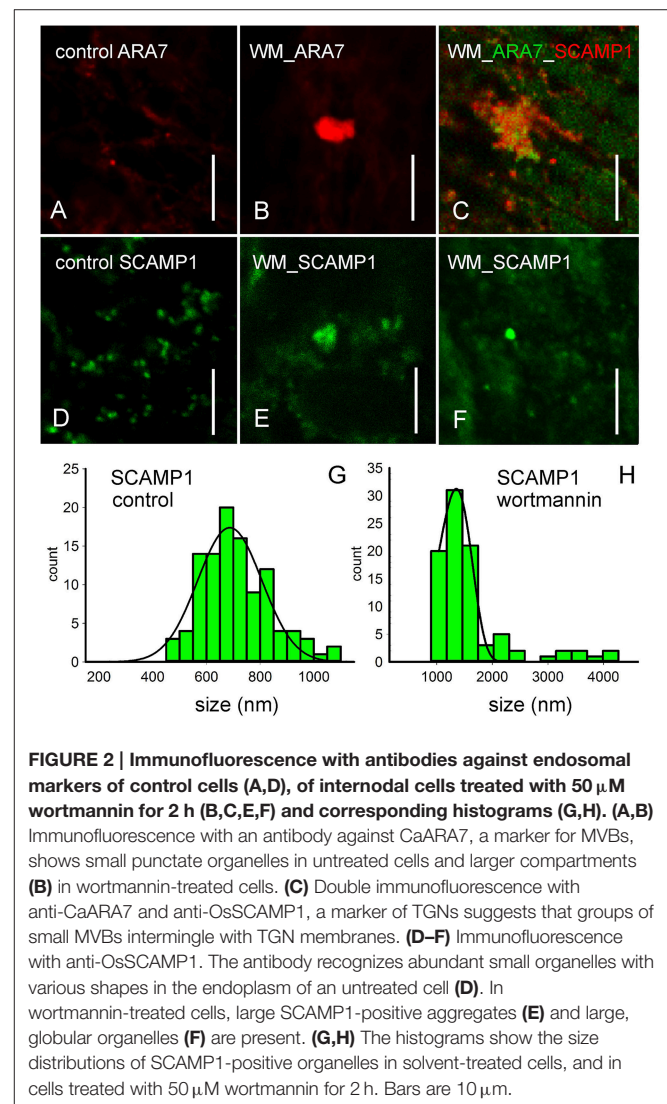 control ARA7
WM_ARA7
WM_ARA7_SCAMP1
A
B
C
control SCAMP1
WM_SCAMP1
WM_SCAMP1
D
E
F
SCAMP1
control
G
25
20
15
10
5
0
count
200
400
600
800
1000
size (nm)
SCAMP1
wortmannin
H
35
30
25
20
15
10
5
0
count
1000
2000
3000
4000
size (nm)
FIGURE 2 | Immunofluorescence with antibodies against endosomal
markers of control cells (A,D), of internodal cells treated with 50 μM
wortmannin for 2 h (B,C,E,F) and corresponding histograms (G,H). (A,B)
Immunofluorescence with an antibody against CaARA7, a marker for MVBs,
shows small punctate organelles in untreated cells and larger compartments
(B) in wortmannin-treated cells. (C) Double immunofluorescence with
anti-CaARA7 and anti-OsSCAMP1, a marker of TGNs suggests that groups of
small MVBs intermingle with TGN membranes. (D–F) Immunofluorescence
with anti-OsSCAMP1. The antibody recognizes abundant small organelles with
various shapes in the endoplasm of an untreated cell (D). In
wortmannin-treated cells, large SCAMP1-positive aggregates (E) and large,
globular organelles (F) are present. (G,H) The histograms show the size
distributions of SCAMP1-positive organelles in solvent-treated cells, and in
cells treated with 50 μM wortmannin for 2 h. Bars are 10 μm.